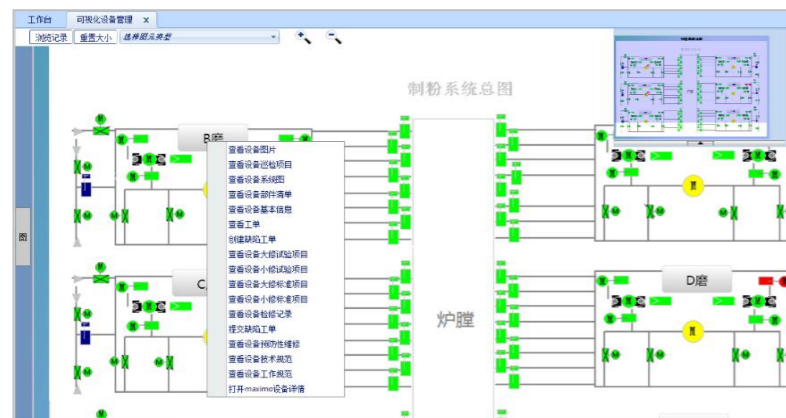 工作台 可视化设备管理 x
浏览记录 重置大小 选择图元类型
制粉系统总图
B磨
查看设备图片
查看设备巡检项目
查看设备系统图
查看设备部件清单
查看设备基本信息
查看工单
创建缺陷工单
查看设备大修试验项目
查看设备小修试验项目
查看设备大修标准项目
查看设备小修标准项目
查看设备检修记录
提交缺陷工单
查看设备预防性维修
查看设备技术规范
查看设备工作规范
打开maximo设备详情
图
D磨
炉膛